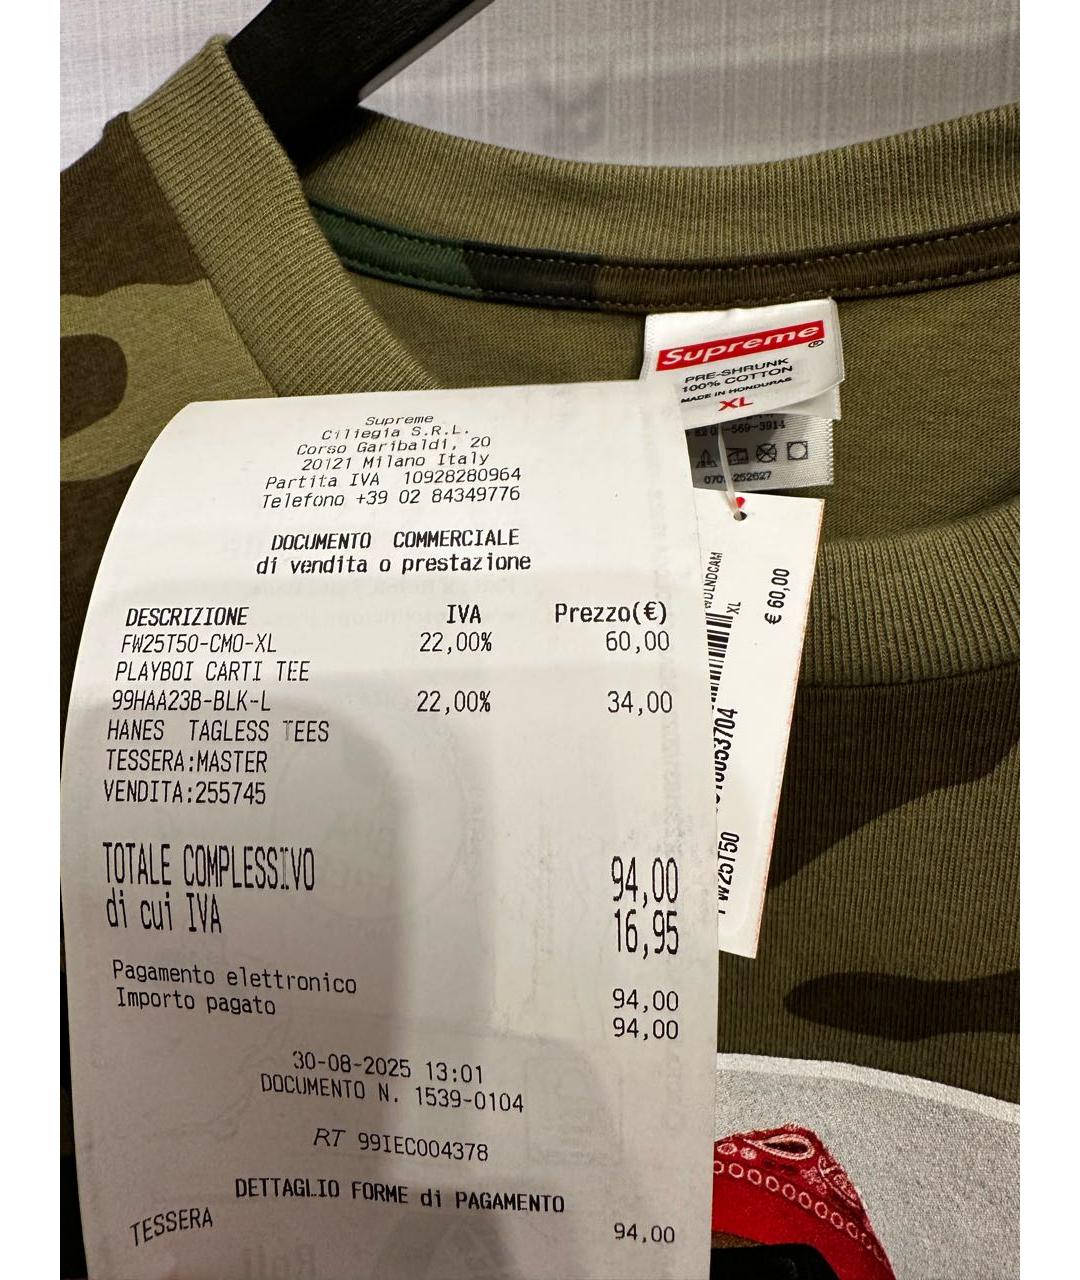 Supreme
Ciliegia S.R.L.
Corso Garibaldi, 20
20121 Milano Italy
Partita IVA 10928280964
Telefono +39 02 84349776
DOCUMENTO COMMERCIALE
di vendita o prestazione
DESCRIZIONE IVA Prezzo(€)
FW25T50-CMO-XL 22,00% 60,00
PLAYBOI CARTI TEE
99HAA23B-BLK-L 22,00% 34,00
HANES TAGLESS TEES
TESSERA:MASTER
VENDITA:255745
TOTALE COMPLESSIVO 94,00
di cui IVA 16,95
Pagamento elettronico 94,00
Importo pagato 94,00
30-08-2025 13:01
DOCUMENTO N. 1539-0104
RT 99IEC004378
DETTAGLIO FORME di PAGAMENTO
TESSERA 94,00
Supreme®
PRE-SHRUNK
100% COTTON
MADE IN HONDURAS
XL
-569-3914
252627
XL
€ 60,00
FW25T50